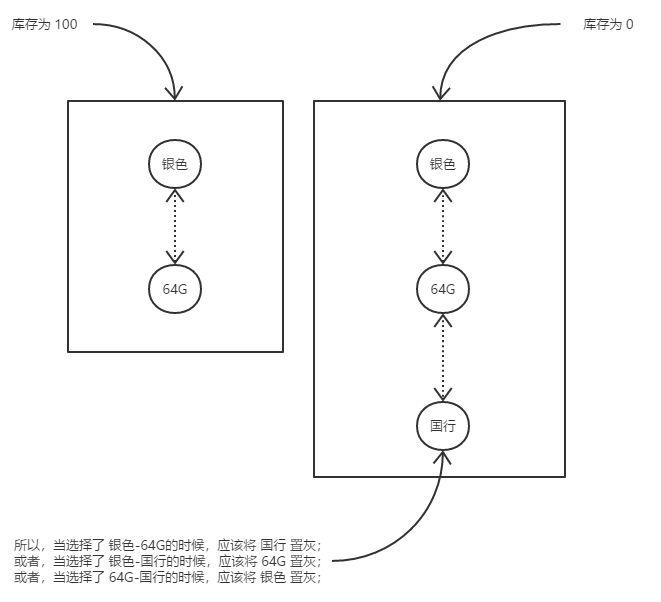 库存为 100
库存为 0
银色
银色
64G
64G
国行
所以，当选择了 银色-64G的时候，应该将 国行 置灰；
或者，当选择了 银色-国行的时候，应该将 64G 置灰；
或者，当选择了 64G-国行的时候，应该将 银色 置灰；